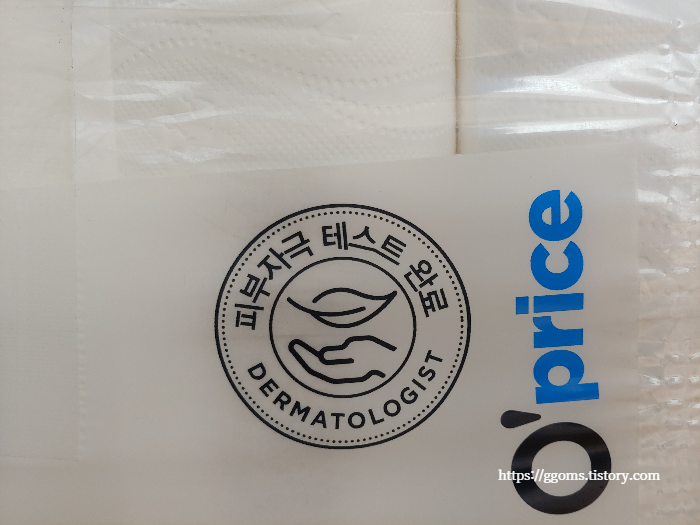 피부자극 테스트 완료
DERMATOLOGIST
O'price
https://ggoms.tistory.com